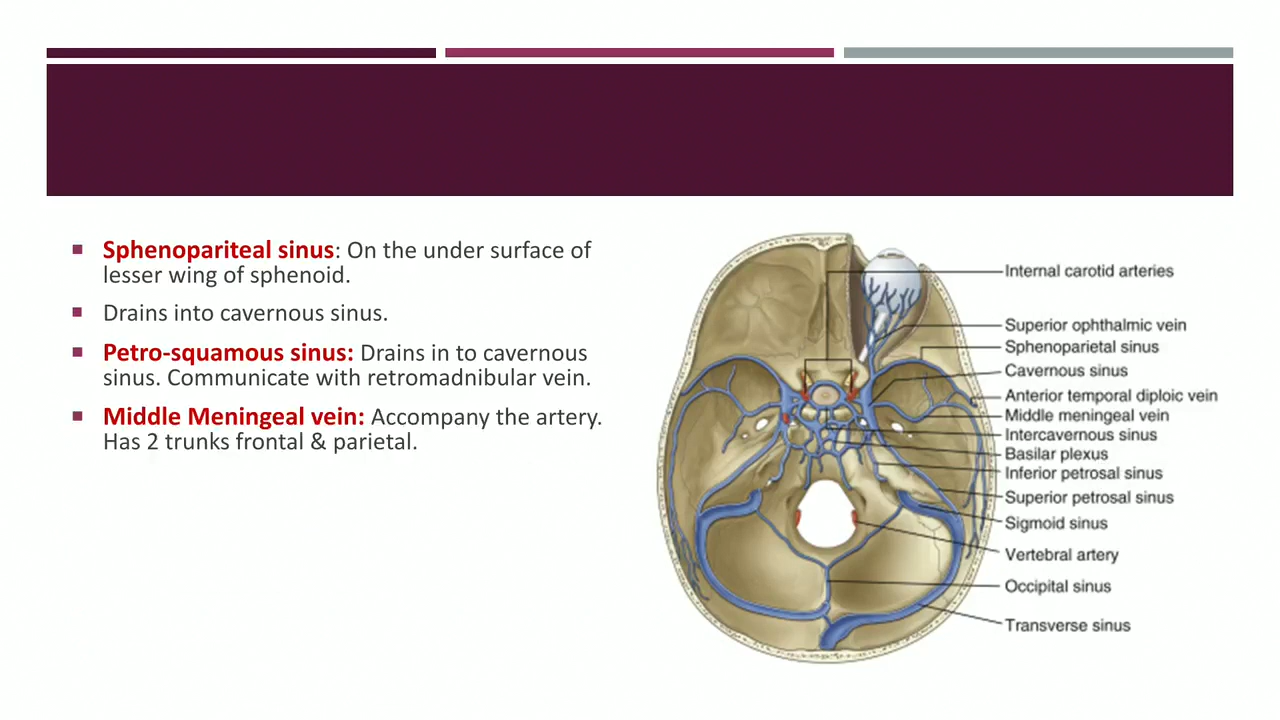 Sphenopariteal sinus: On the under surface of
lesser wing of sphenoid.
Drains into cavernous sinus.
Petro-squamous sinus: Drains in to cavernous
sinus. Communicate with retromadnibular vein.
Middle Meningeal vein: Accompany the artery.
Has 2 trunks frontal & parietal.
Internal carotid arteries
Superior ophthalmic vein
Sphenoparietal sinus
Cavernous sinus
Anterior temporal diploic vein
Middle meningeal vein
Intercavernous sinus
Basilar plexus
Inferior petrosal sinus
Superior petrosal sinus
Sigmoid sinus
Vertebral artery
Occipital sinus
Transverse sinus